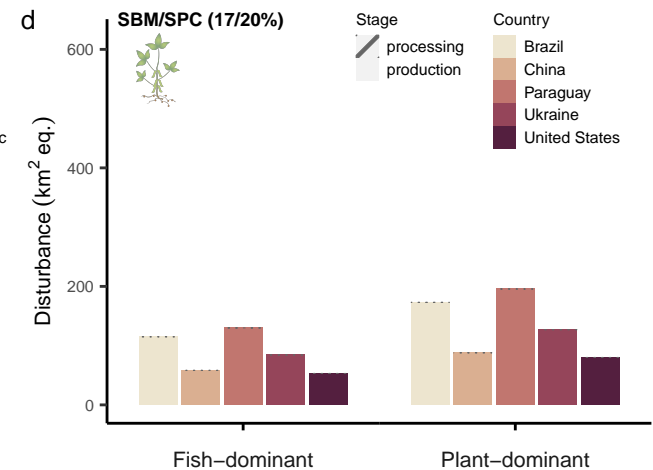 d
SBM/SPC (17/20%)
Stage
processing
production
Country
Brazil
China
Paraguay
Ukraine
United States
c
Disturbance (km² eq.)
600
400
200
0
Fish−dominant
Plant−dominant